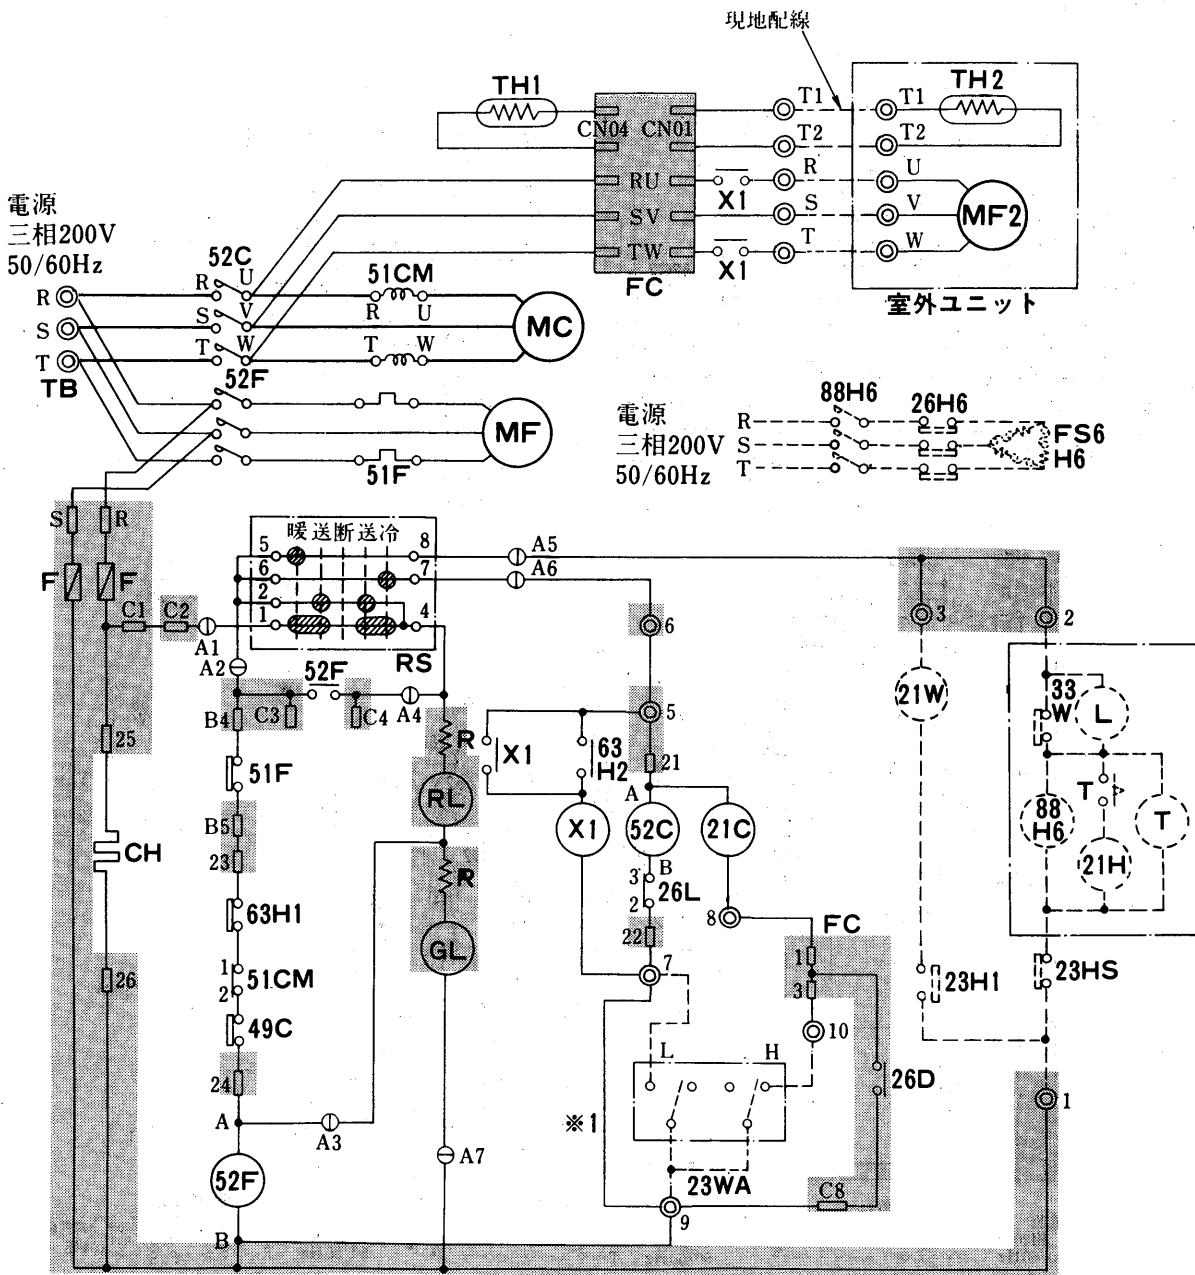 現地配線
TH1
TH2
CN04 CN01
T1
T2
R
S
T
T1
T2
U
V
W
RU
SV
TW
X1
X1
MF2
FC
室外ユニット
電源
三相200V
50/60Hz
R
S
T
TB
52C
R U
S V
T W
51CM
R U
T W
MC
52F
MF
51F
電源
三相200V
50/60Hz
R
S
T
88H6
26H6
FS6
H6
S
R
F
F
暖送断送冷
5
6
2
1
8
7
4
RS
A5
A6
C1
C2
A1
A2
52F
C3
C4
A4
B4
25
51F
B5
23
CH
63H1
1
2
51CM
49C
26
24
A
A3
52F
B
R
RL
R
GL
A7
X1
63
H2
X1
6
5
21
A
52C
21C
B
3
2
26L
22
7
8
FC
1
3
10
L
H
26D
※1
23WA
C8
9
3
2
21W
33
W
L
88
H6
T
21H
T
23H1
23HS
1